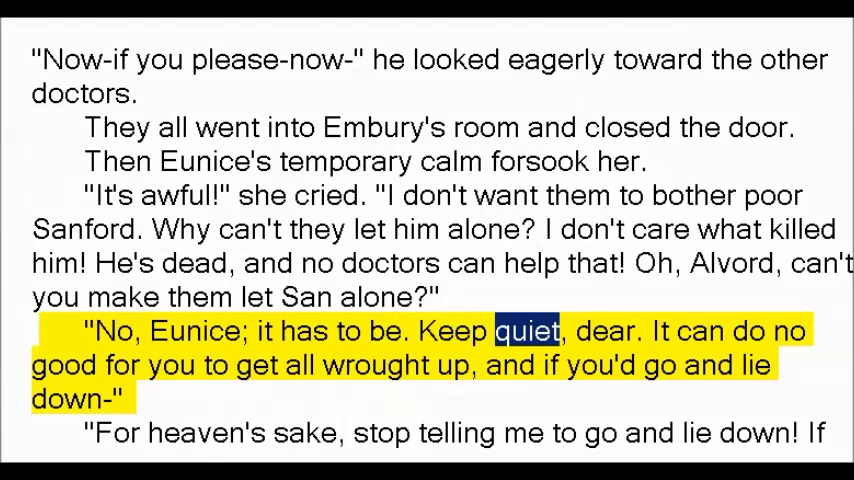 "Now-if you please-now-" he looked eagerly toward the other
doctors.
They all went into Embury's room and closed the door.
Then Eunice's temporary calm forsook her.
"It's awful!" she cried. "I don't want them to bother poor
Sanford. Why can't they let him alone? I don't care what killed
him! He's dead, and no doctors can help that! Oh, Alvord, can't
you make them let San alone?"
"No, Eunice; it has to be. Keep quiet, dear. It can do no
good for you to get all wrought up, and if you'd go and lie
down-"
"For heaven's sake, stop telling me to go and lie down! If